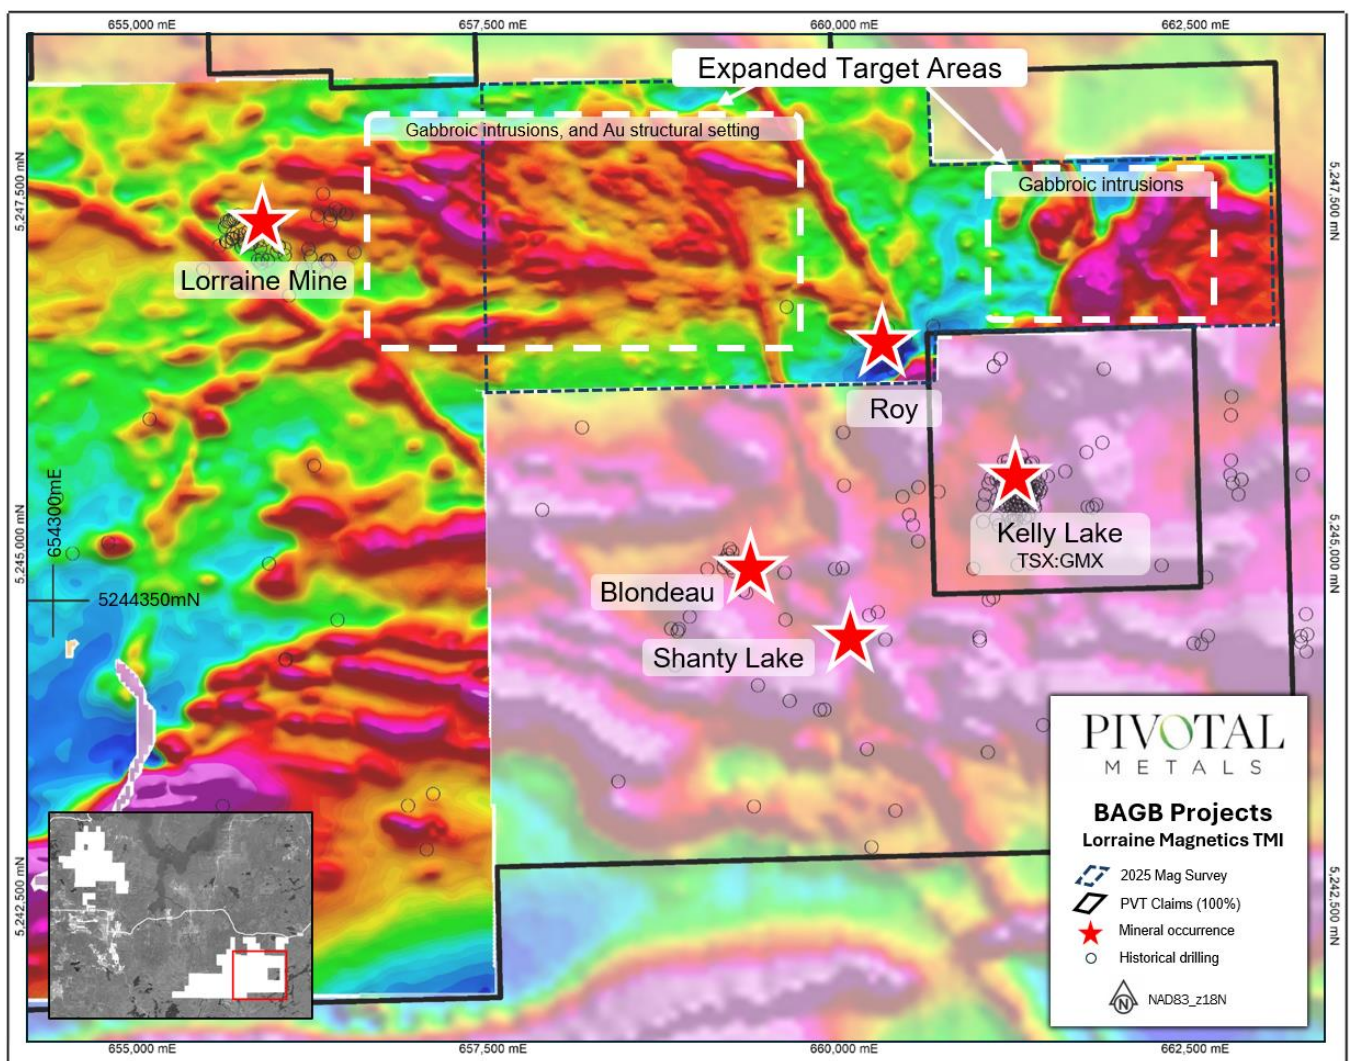 655,000 mE
657,500 mE
660,000 mE
662,500 mE
Expanded Target Areas
Gabbroic intrusions, and Au structural setting
Gabbroic intrusions
5,247,500 mN
5,247,500 mN
Lorraine Mine
Roy
Kelly Lake
TSX:GMX
654300mE
5,245,000 mN
5,245,000 mN
5244350mN
Blondeau
Shanty Lake
PIVOTAL
METALS
BAGB Projects
Lorraine Magnetics TMI
2025 Mag Survey
PVT Claims (100%)
Mineral occurrence
Historical drilling
N
NAD83_z18N
5,242,500 mN
5,242,500 mN
655,000 mE
657,500 mE
660,000 mE
662,500 mE